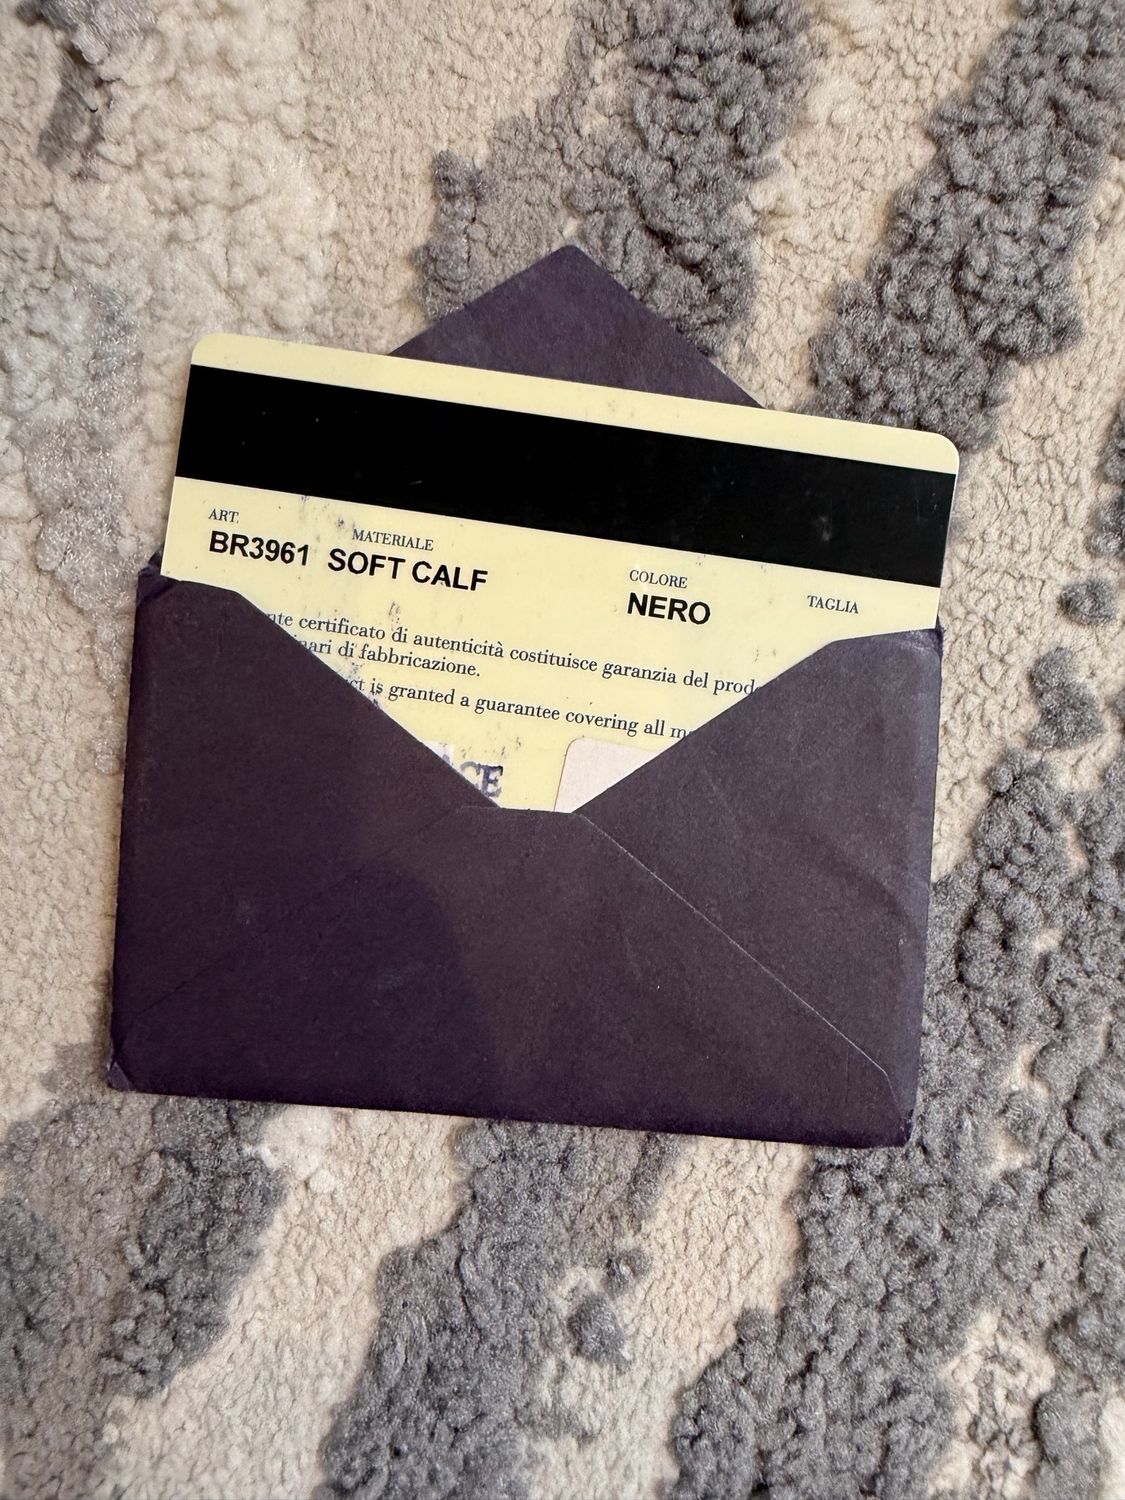 ART. MATERIALE COLORE TAGLIA
BR3961 SOFT CALF NERO
certificato di autenticità costituisce garanzia del
di fabbricazione.
is granted a guarantee covering all